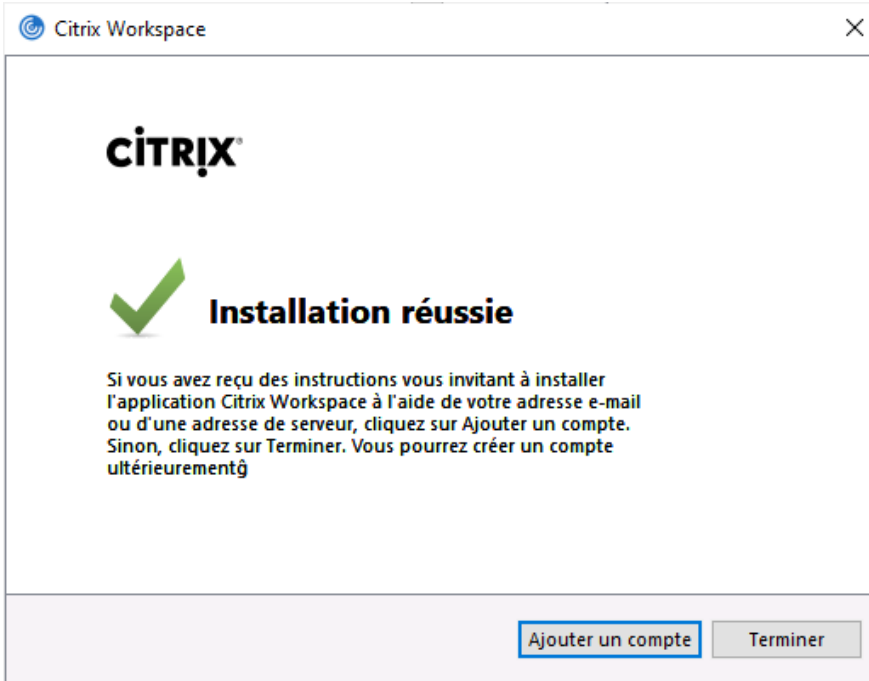 Citrix Workspace
CİTRỊX®
Installation réussie
Si vous avez reçu des instructions vous invitant à installer
l'application Citrix Workspace à l'aide de votre adresse e-mail
ou d'une adresse de serveur, cliquez sur Ajouter un compte.
Sinon, cliquez sur Terminer. Vous pourrez créer un compte
ultérieurementĝ
Ajouter un compte
Terminer